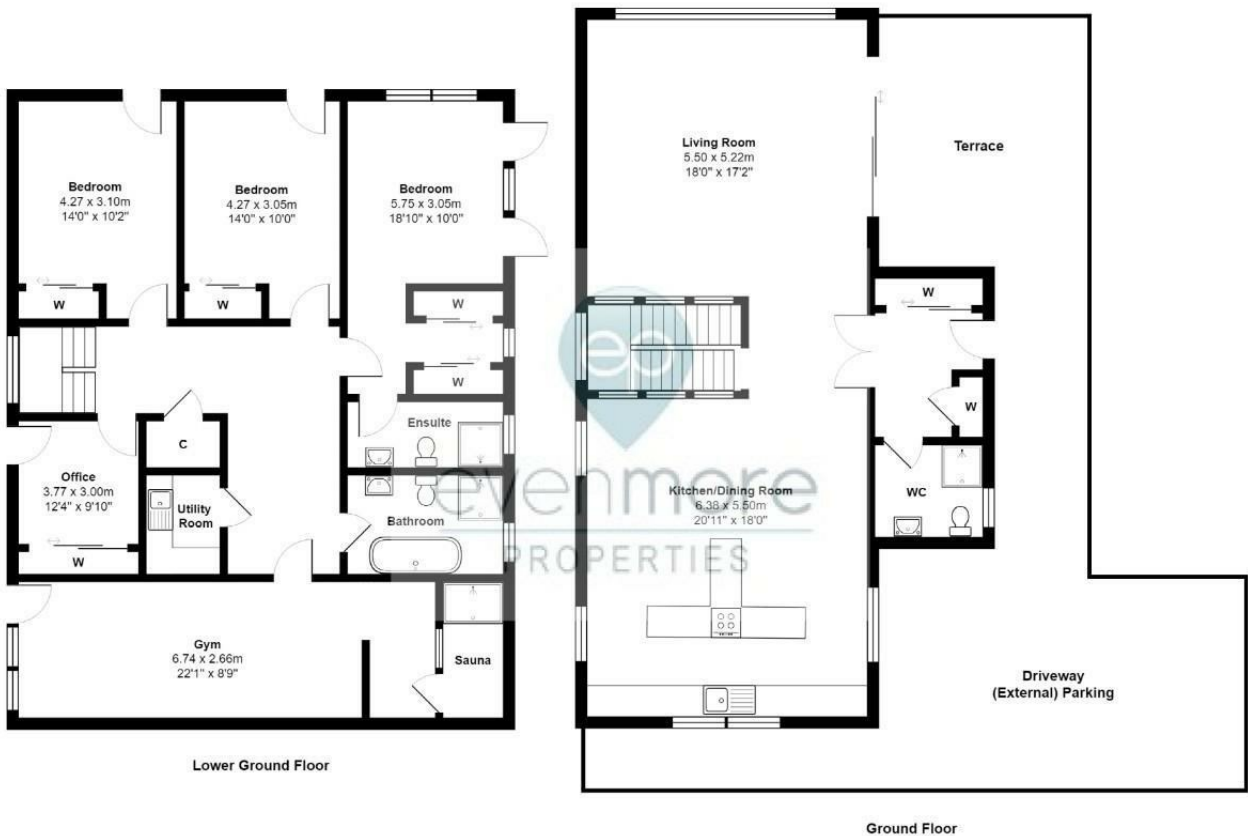 Bedroom
4.27 x 3.10m
14'0" x 10'2"
W
Bedroom
4.27 x 3.05m
14'0" x 10'0"
W
Bedroom
5.75 x 3.05m
18'10" x 10'0"
W
W
Ensuite
C
Office
3.77 x 3.00m
12'4" x 9'10"
W
Utility
Room
Bathroom
Gym
6.74 x 2.66m
22'1" x 8'9"
Sauna
Lower Ground Floor
Living Room
5.50 x 5.22m
18'0" x 17'2"
Terrace
W
W
WC
Kitchen/Dining Room
6.38 x 5.50m
20'11" x 18'0"
Driveway
(External) Parking
Ground Floor
eo
evenmore
PROPERTIES